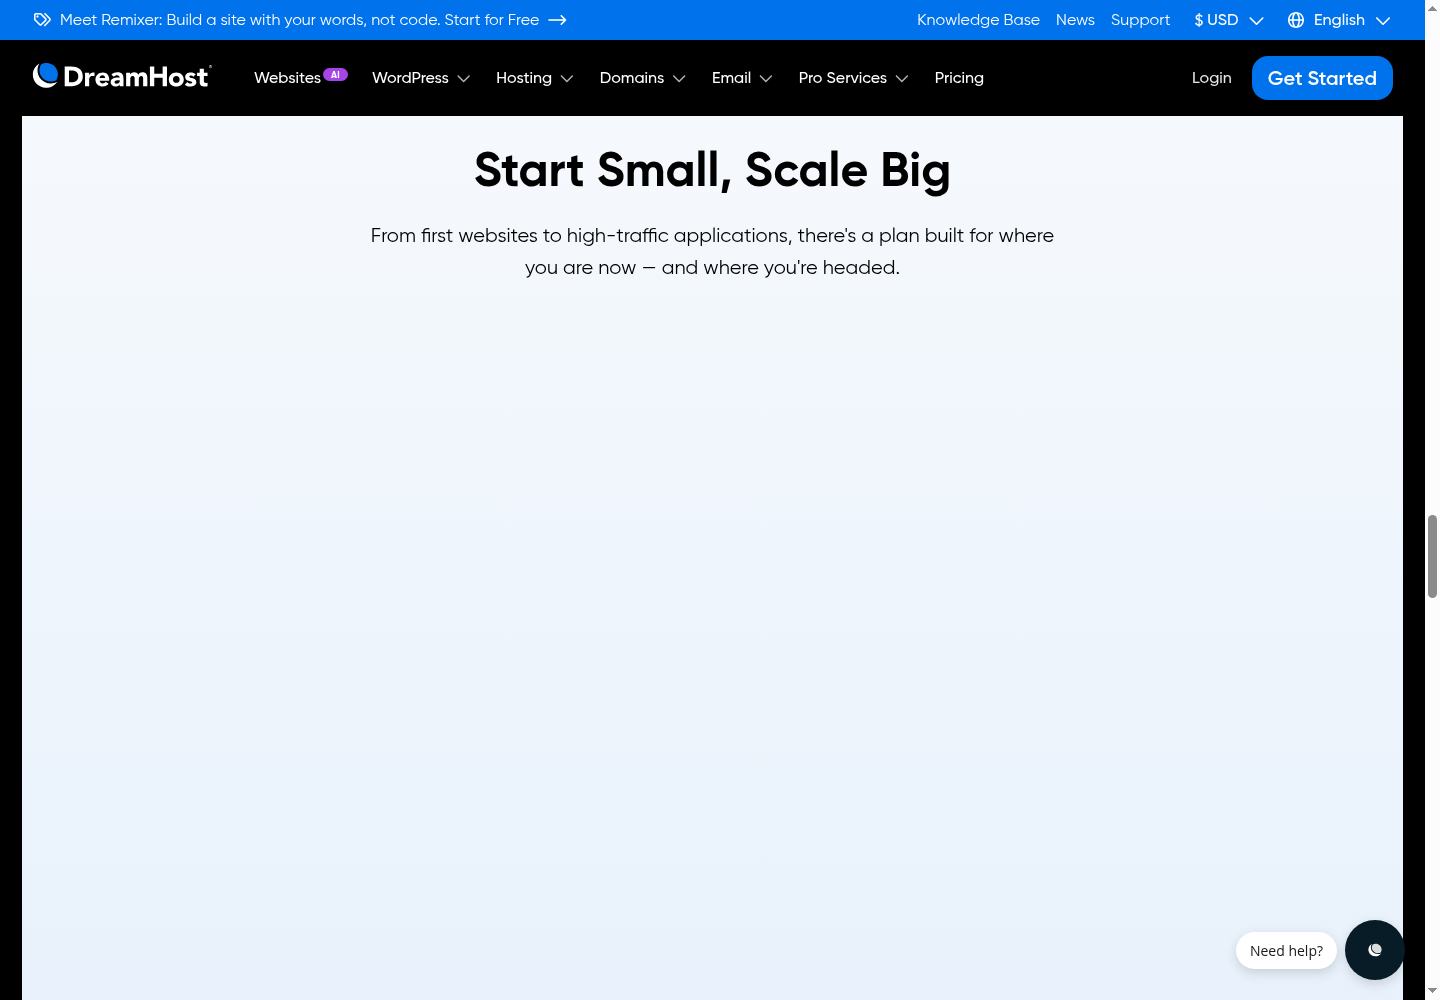 Meet Remixer: Build a site with your words, not code. Start for Free
Knowledge Base
News
Support
$ USD
English
DreamHost
Websites AI
WordPress
Hosting
Domains
Email
Pro Services
Pricing
Login
Get Started
Start Small, Scale Big
From first websites to high-traffic applications, there's a plan built for where
you are now — and where you're headed.
Need help?